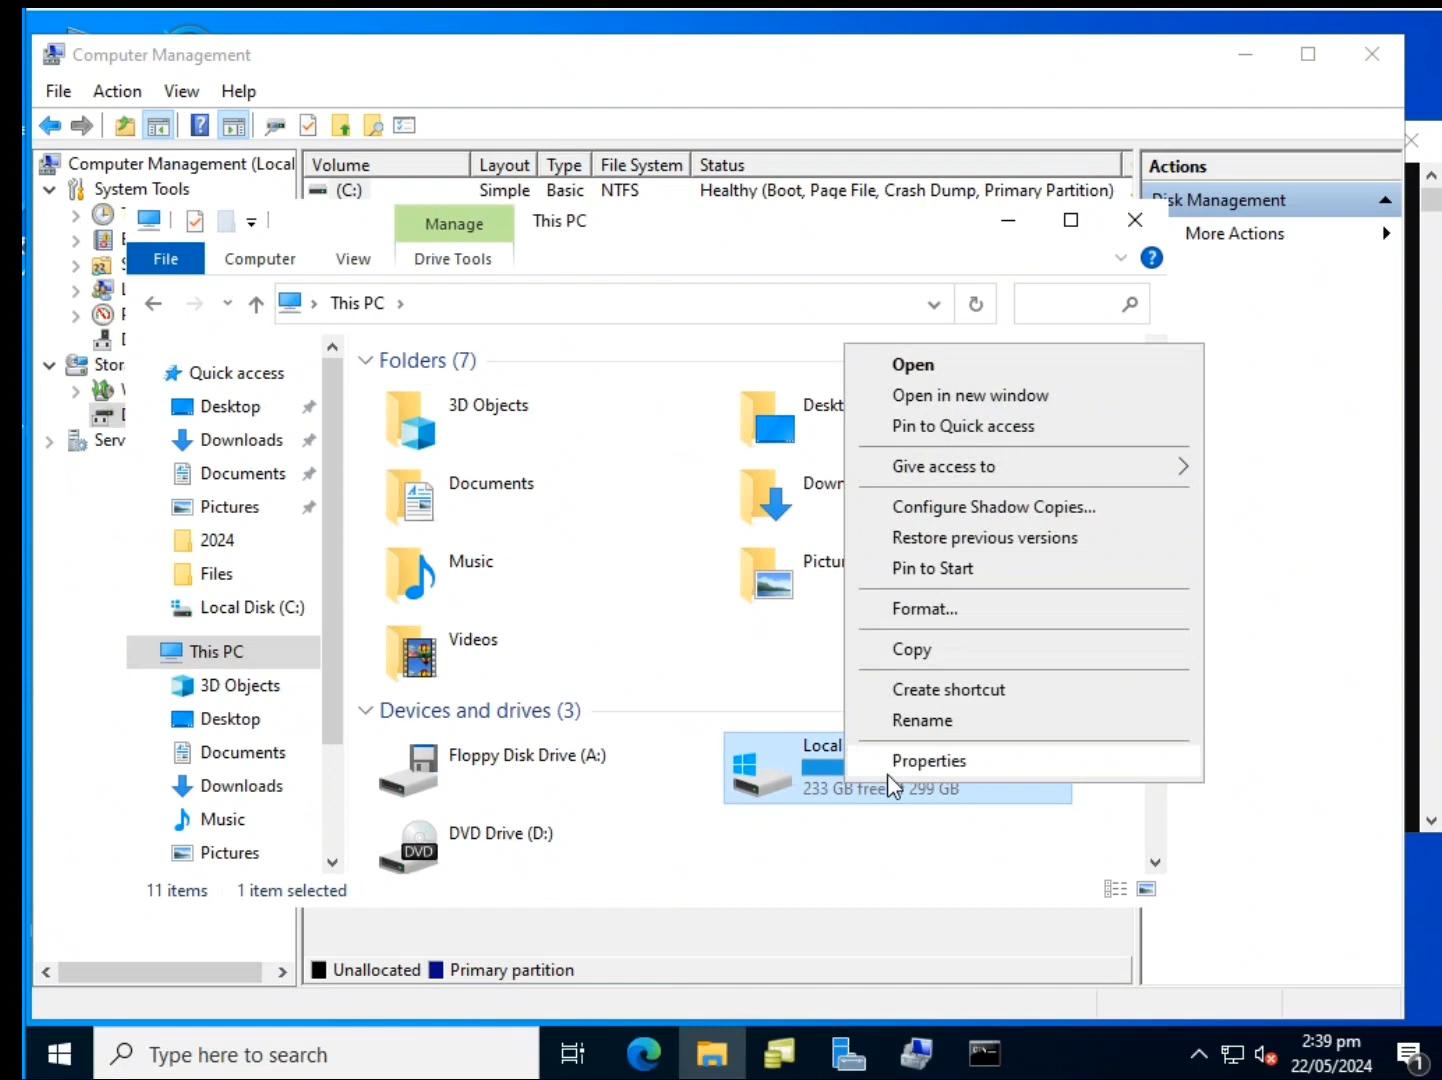 Computer Management
File Action View Help
Computer Management (Local
System Tools
Stor
Serv
Volume Layout Type File System Status
(C:) Simple Basic NTFS Healthy (Boot, Page File, Crash Dump, Primary Partition)
Actions
Disk Management
More Actions
Manage This PC
File Computer View Drive Tools
This PC
Quick access
Desktop
Downloads
Documents
Pictures
2024
Files
Local Disk (C:)
This PC
3D Objects
Desktop
Documents
Downloads
Music
Pictures
Folders (7)
3D Objects
Deskt
Documents
Down
Music
Pictur
Videos
Devices and drives (3)
Floppy Disk Drive (A:)
Local
233 GB free 299 GB
DVD Drive (D:)
DVD
Open
Open in new window
Pin to Quick access
Give access to
Configure Shadow Copies...
Restore previous versions
Pin to Start
Format...
Copy
Create shortcut
Rename
Properties
11 items 1 item selected
Unallocated Primary partition
Type here to search
2:39 pm
22/05/2024
1